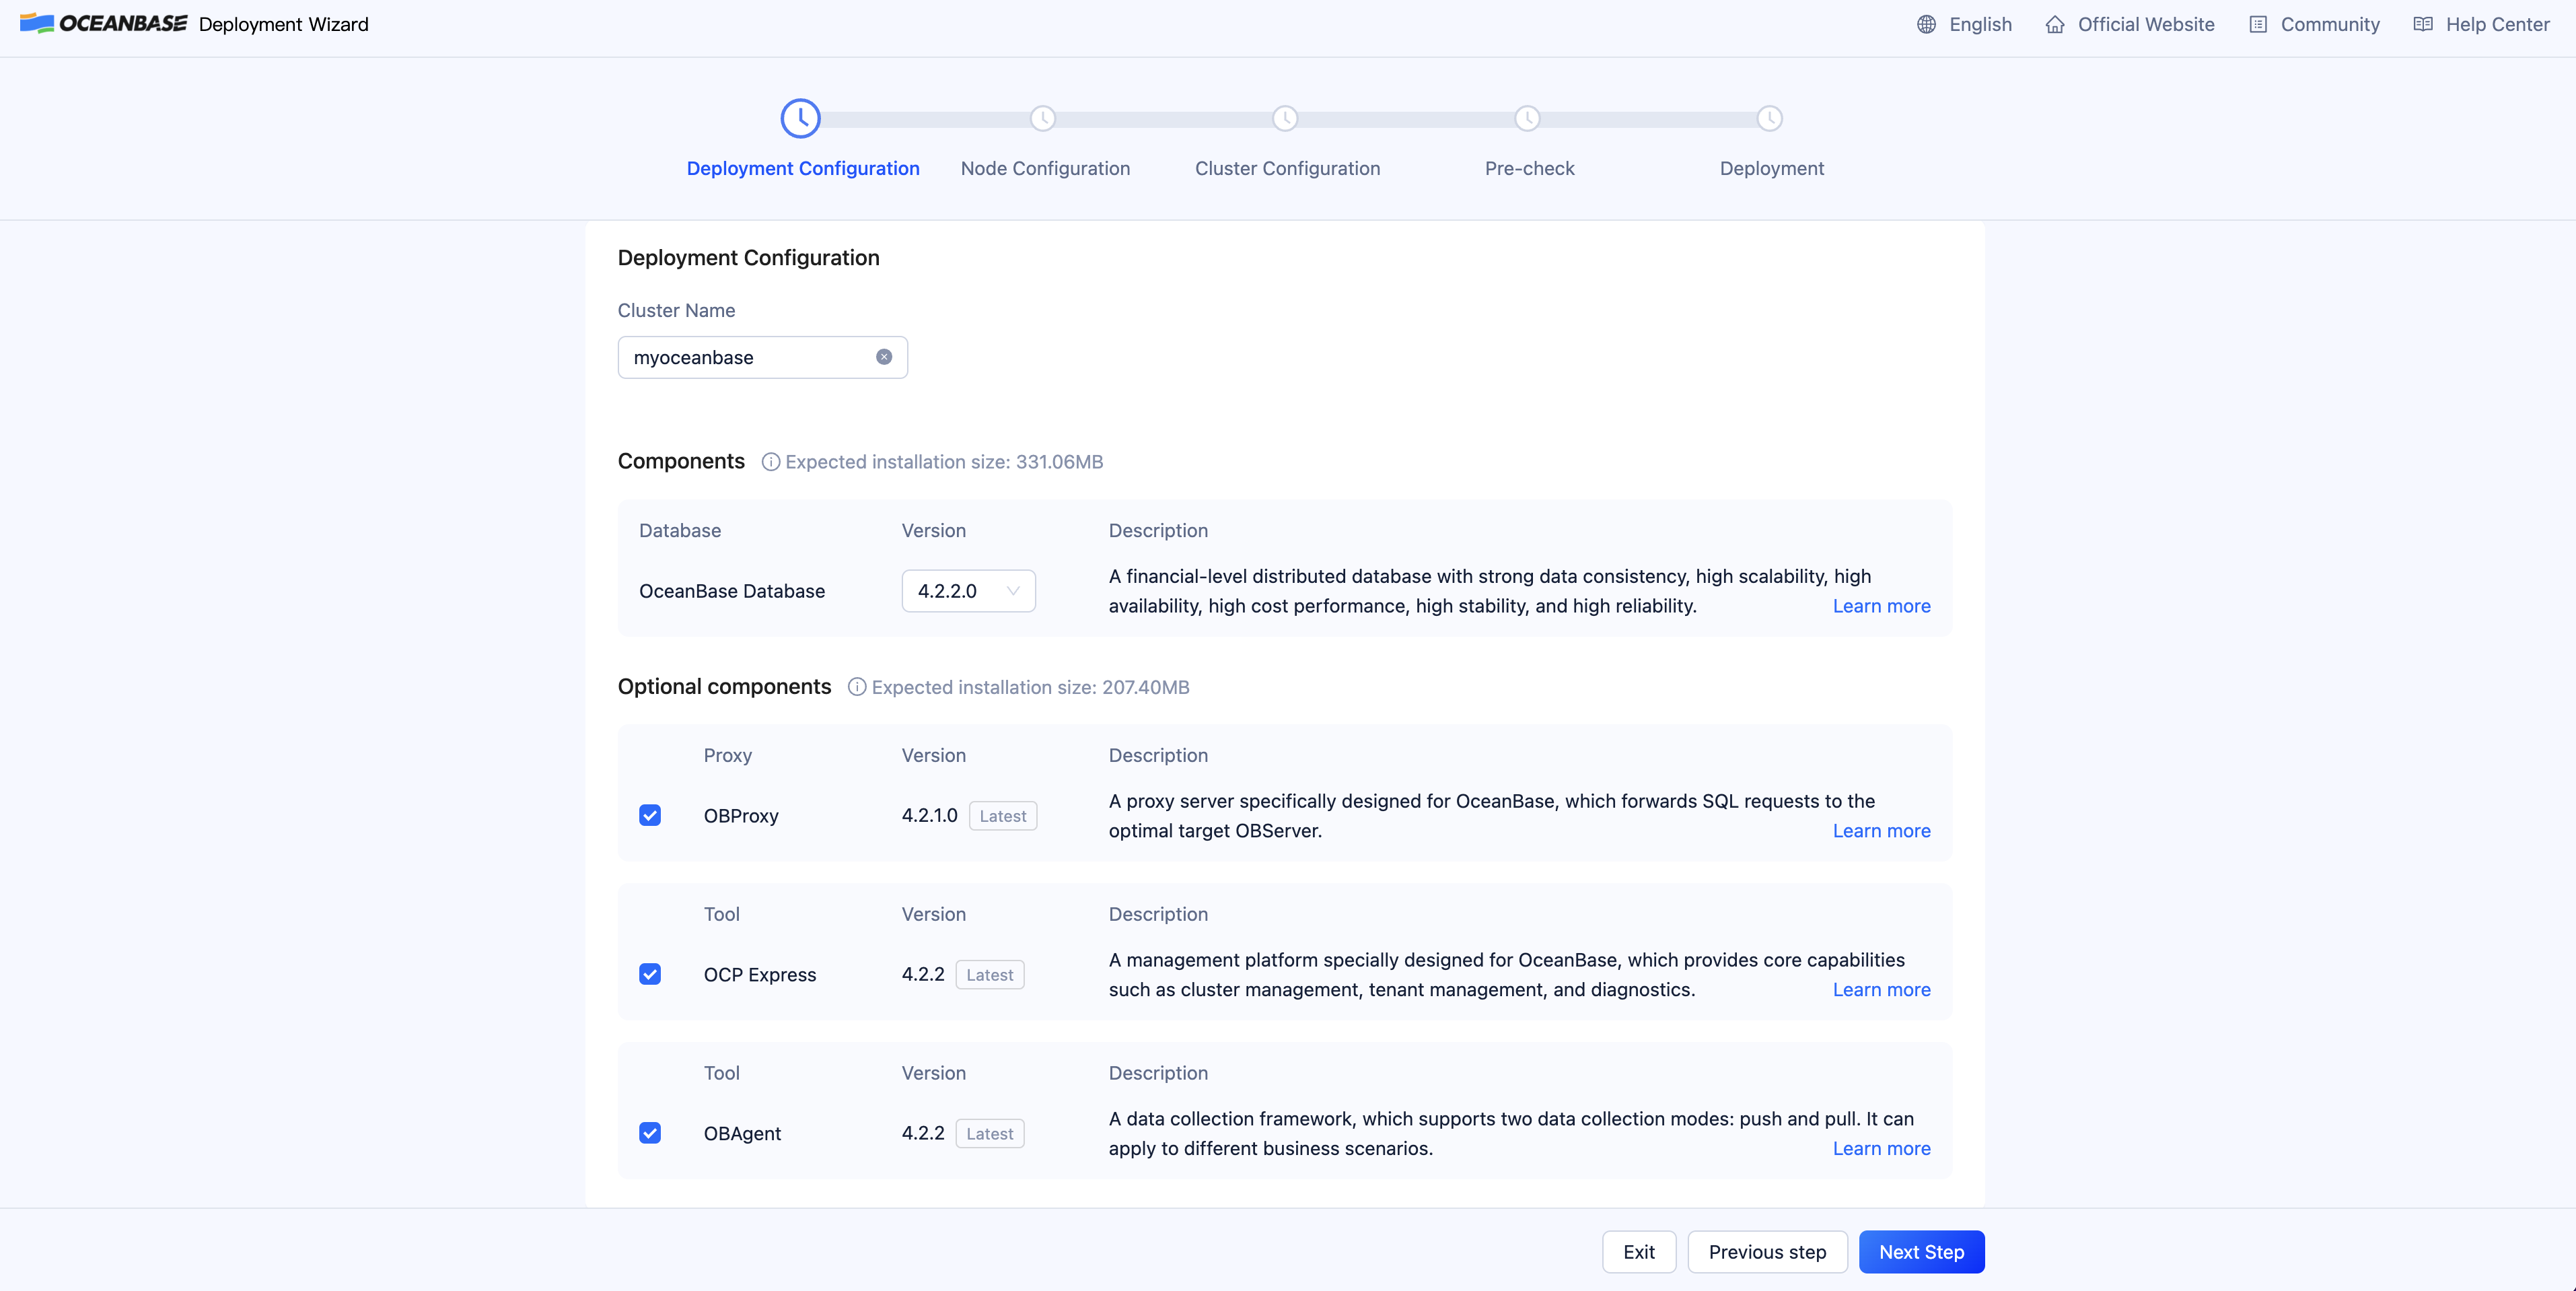 OCEANBASE Deployment Wizard
English Official Website Community Help Center
Deployment Configuration Node Configuration Cluster Configuration Pre-check Deployment
Deployment Configuration
Cluster Name
myoceanbase
Components Expected installation size: 331.06MB
Database Version Description
OceanBase Database 4.2.2.0 A financial-level distributed database with strong data consistency, high scalability, high
availability, high cost performance, high stability, and high reliability. Learn more
Optional components Expected installation size: 207.40MB
Proxy Version Description
OBProxy 4.2.1.0 Latest A proxy server specifically designed for OceanBase, which forwards SQL requests to the
optimal target OBServer. Learn more
Tool Version Description
OCP Express 4.2.2 Latest A management platform specially designed for OceanBase, which provides core capabilities
such as cluster management, tenant management, and diagnostics. Learn more
Tool Version Description
OBAgent 4.2.2 Latest A data collection framework, which supports two data collection modes: push and pull. It can
apply to different business scenarios. Learn more
Exit Previous step Next Step